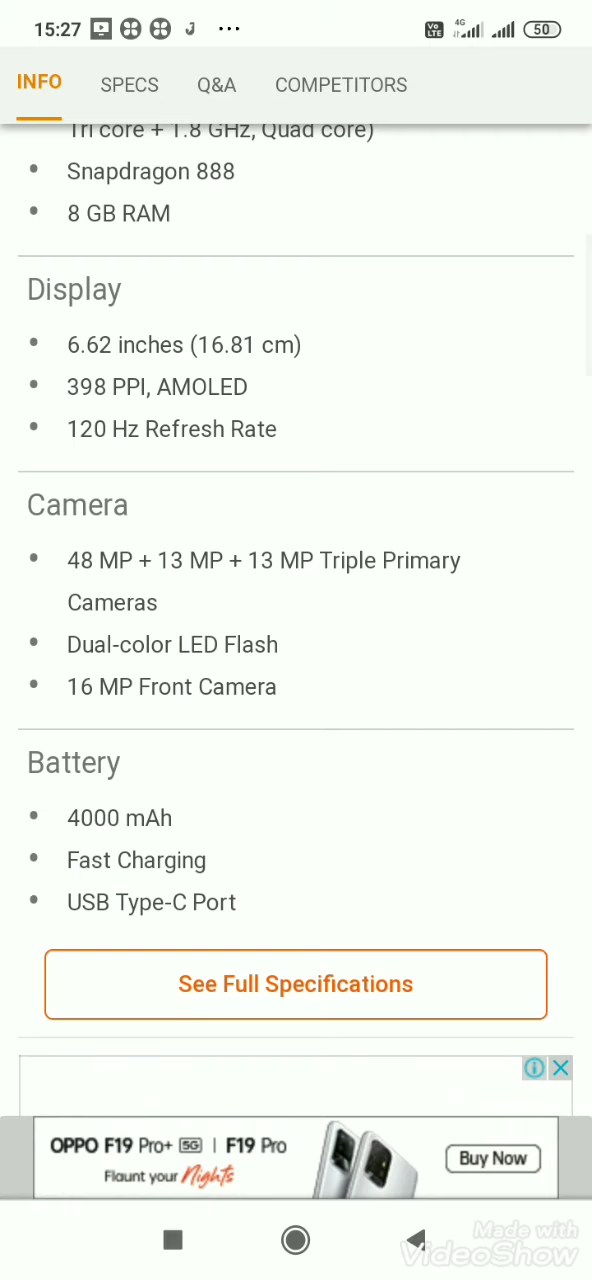 15:27
Vo LTE 4G 50
INFO SPECS Q&A COMPETITORS
Tri core + 1.8 GHz, Quad core)
• Snapdragon 888
• 8 GB RAM
Display
• 6.62 inches (16.81 cm)
• 398 PPI, AMOLED
• 120 Hz Refresh Rate
Camera
• 48 MP + 13 MP + 13 MP Triple Primary
Cameras
• Dual-color LED Flash
• 16 MP Front Camera
Battery
• 4000 mAh
• Fast Charging
• USB Type-C Port
See Full Specifications
OPPO F19 Pro+ 5G | F19 Pro
Flaunt your Nights
Buy Now
Made with
VideoShow